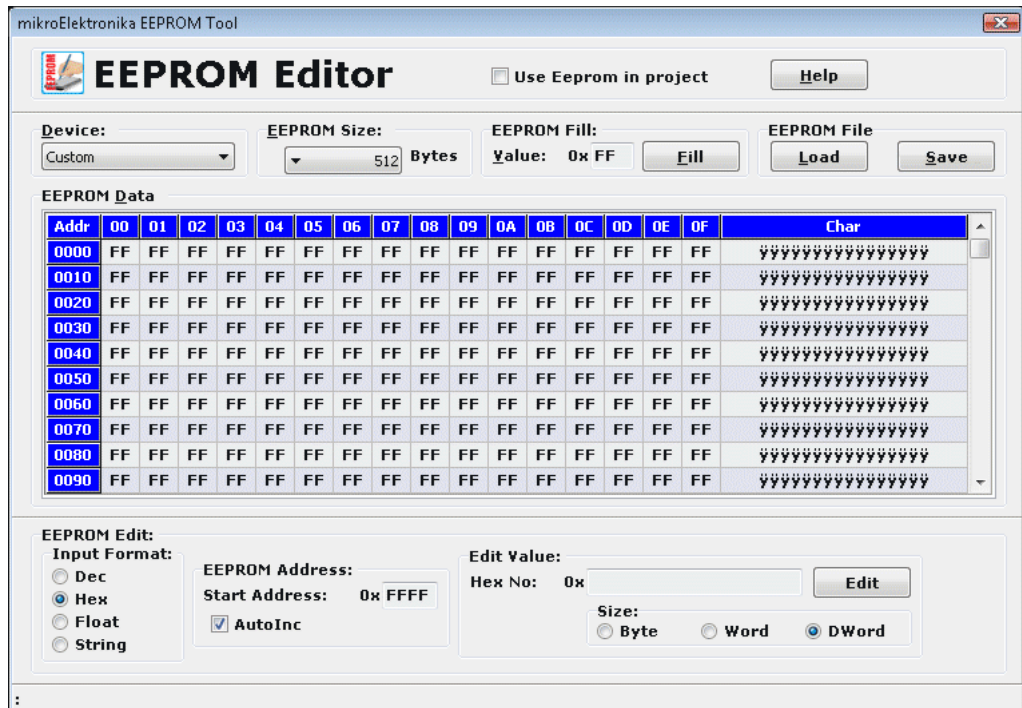 mikroElektronika EEPROM Tool
EEPROM
EEPROM Editor
Use Eeprom in project
Help
Device: EEPROM Size: EEPROM Fill: EEPROM File
Custom 512 Bytes Value: 0x FF Fill Load Save
EEPROM Data
Addr 00 01 02 03 04 05 06 07 08 09 0A 0B 0C 0D 0E 0F Char
0000 FF FF FF FF FF FF FF FF FF FF FF FF FF FF FF FF ÿÿÿÿÿÿÿÿÿÿÿÿÿÿÿÿ
0010 FF FF FF FF FF FF FF FF FF FF FF FF FF FF FF FF ÿÿÿÿÿÿÿÿÿÿÿÿÿÿÿÿ
0020 FF FF FF FF FF FF FF FF FF FF FF FF FF FF FF FF ÿÿÿÿÿÿÿÿÿÿÿÿÿÿÿÿ
0030 FF FF FF FF FF FF FF FF FF FF FF FF FF FF FF FF ÿÿÿÿÿÿÿÿÿÿÿÿÿÿÿÿ
0040 FF FF FF FF FF FF FF FF FF FF FF FF FF FF FF FF ÿÿÿÿÿÿÿÿÿÿÿÿÿÿÿÿ
0050 FF FF FF FF FF FF FF FF FF FF FF FF FF FF FF FF ÿÿÿÿÿÿÿÿÿÿÿÿÿÿÿÿ
0060 FF FF FF FF FF FF FF FF FF FF FF FF FF FF FF FF ÿÿÿÿÿÿÿÿÿÿÿÿÿÿÿÿ
0070 FF FF FF FF FF FF FF FF FF FF FF FF FF FF FF FF ÿÿÿÿÿÿÿÿÿÿÿÿÿÿÿÿ
0080 FF FF FF FF FF FF FF FF FF FF FF FF FF FF FF FF ÿÿÿÿÿÿÿÿÿÿÿÿÿÿÿÿ
0090 FF FF FF FF FF FF FF FF FF FF FF FF FF FF FF FF ÿÿÿÿÿÿÿÿÿÿÿÿÿÿÿÿ
EEPROM Edit:
Input Format:
Dec
Hex
Float
String
EEPROM Address:
Start Address: 0x FFFF
AutoInc
Edit Value:
Hex No: 0x Edit
Size:
Byte Word DWord
: